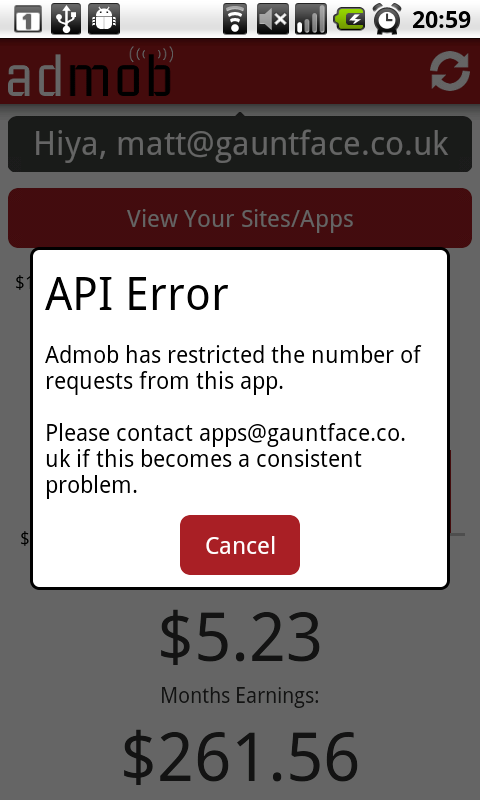 1
20:59
admob
Hiya, matt@gauntface.co.uk
View Your Sites/Apps
API Error
Admob has restricted the number of
requests from this app.
Please contact apps@gauntface.co.
uk if this becomes a consistent
problem.
Cancel
$5.23
Months Earnings:
$261.56